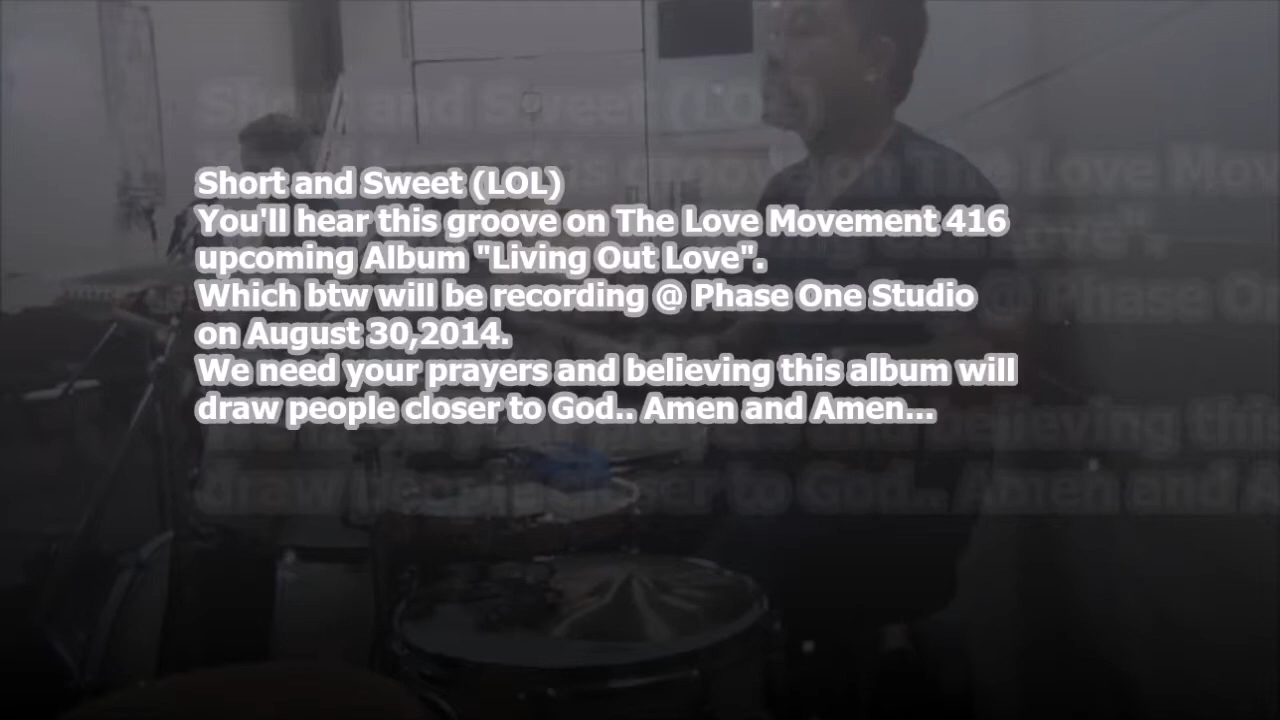 Short and Sweet (LOL)
You'll hear this groove on The Love Movement 416
upcoming Album "Living Out Love".
Which btw will be recording @ Phase One Studio
on August 30,2014.
We need your prayers and believing this album will
draw people closer to God.. Amen and Amen...